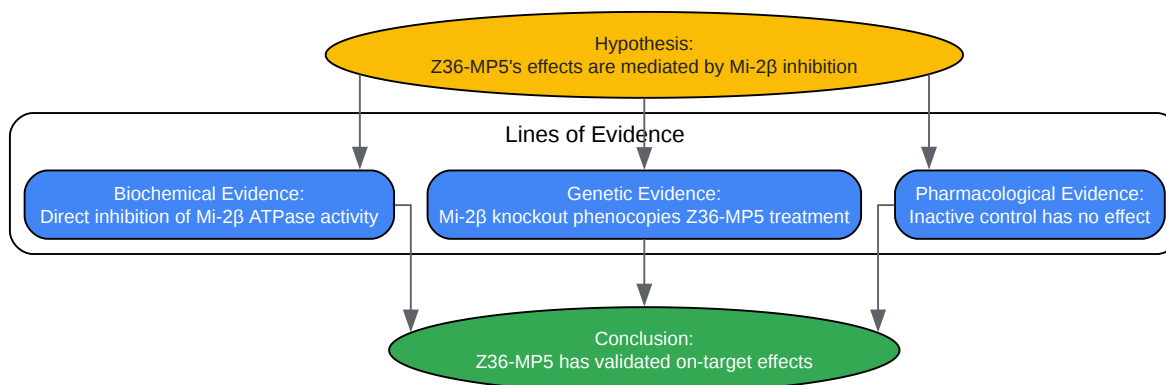 Hypothesis:
Z36-MP5's effects are mediated by Mi-2β inhibition
Lines of Evidence
Biochemical Evidence:
Direct inhibition of Mi-2β ATPase activity
Genetic Evidence:
Mi-2β knockout phenocopies Z36-MP5 treatment
Pharmacological Evidence:
Inactive control has no effect
Conclusion:
Z36-MP5 has validated on-target effects